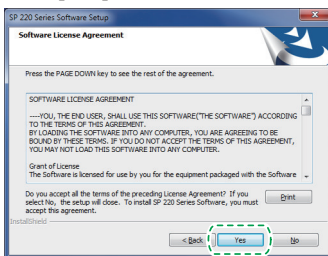 SP 220 Series Software Setup
Software License Agreement
Press the PAGE DOWN key to see the rest of the agreement.
SOFTWARE LICENSE AGREEMENT
----YOU, THE END USER, SHALL USE THIS SOFTWARE("THE SOFTWARE") ACCORDING
TO THE TERMS OF THIS AGREEMENT.
BY LOADING THE SOFTWARE INTO ANY COMPUTER, YOU ARE AGREEING TO BE
BOUND BY THESE TERMS. IF YOU DO NOT ACCEPT THE TERMS OF THIS AGREEMENT,
YOU MAY NOT LOAD THIS SOFTWARE INTO ANY COMPUTER.
Grant of License
The Software is licensed for use by you for the equipment packaged with the Software
Do you accept all the terms of the preceding License Agreement? If you
select No, the setup will close. To install SP 220 Series Software, you must
accept this agreement.
Print
InstallShield
< Back
Yes
No